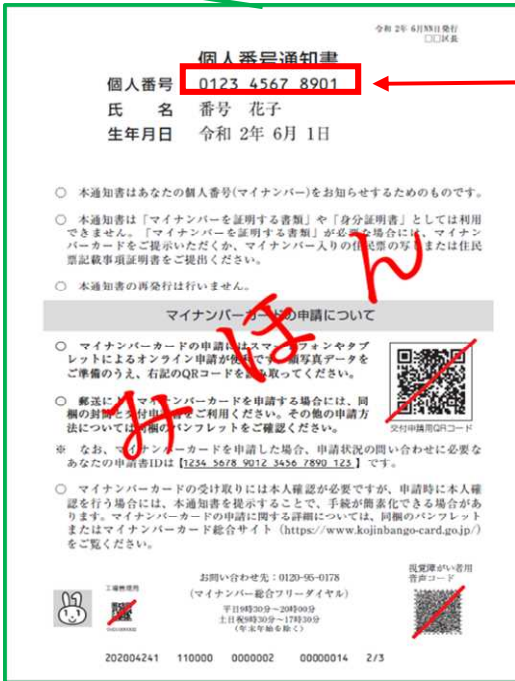 令和 2年 6月NN日発行
□□区長
個人番号通知書
個人番号 0123 4567 8901
氏 名 番号 花子
生年月日 令和 2年 6月 1日
○ 本通知書はあなたの個人番号(マイナンバー)をお知らせするためのものです。
○ 本通知書は「マイナンバーを証明する書類」や「身分証明書」としては利用
できません。「マイナンバーを証明する書類」が必要な場合には、マイナン
バーカードをご提示いただくか、マイナンバー入りの住民票の写しまたは住民
票記載事項証明書をご提出ください。
○ 本通知書の再発行は行いません。
マイナンバーカードの申請について
○ マイナンバーカードの申請にはスマートフォンやタブ
レットによるオンライン申請が便利です。顔写真データを
ご準備のうえ、右記のQRコードを読み取ってください。
○ 郵送によりマイナンバーカードを申請する場合には、同
梱の封筒と交付申請書をご利用ください。その他の申請方
法については同梱のパンフレットをご確認ください。
交付申請用QRコード
※ なお、マイナンバーカードを申請した場合、申請状況の問い合わせに必要な
あなたの申請書IDは【1234 5678 9012 3456 7890 123 】です。
○ マイナンバーカードの受け取りには本人確認が必要ですが、申請時に本人確
認を行う場合には、本通知書を提示することで、手続が簡素化できる場合があ
ります。マイナンバーカードの申請に関する詳細については、同梱のパンフレット
またはマイナンバーカード総合サイト (https://www.kojinbango-card.go.jp/)
をご覧ください。
みほん
工場管理用
お問い合わせ先：0120-95-0178
(マイナンバー総合フリーダイヤル)
平日9時30分～20時00分
土日祝9時30分～17時30分
(年末年始を除く)
視覚障がい者用
音声コード
202004241 110000 0000002 00000014 2/3